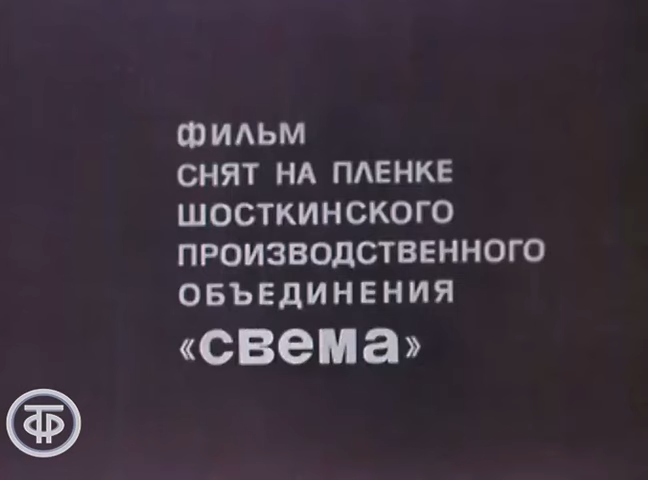 ФИЛЬМ
СНЯТ НА ПЛЕНКЕ
ШОСТКИНСКОГО
ПРОИЗВОДСТВЕННОГО
ОБЪЕДИНЕНИЯ
«свема»